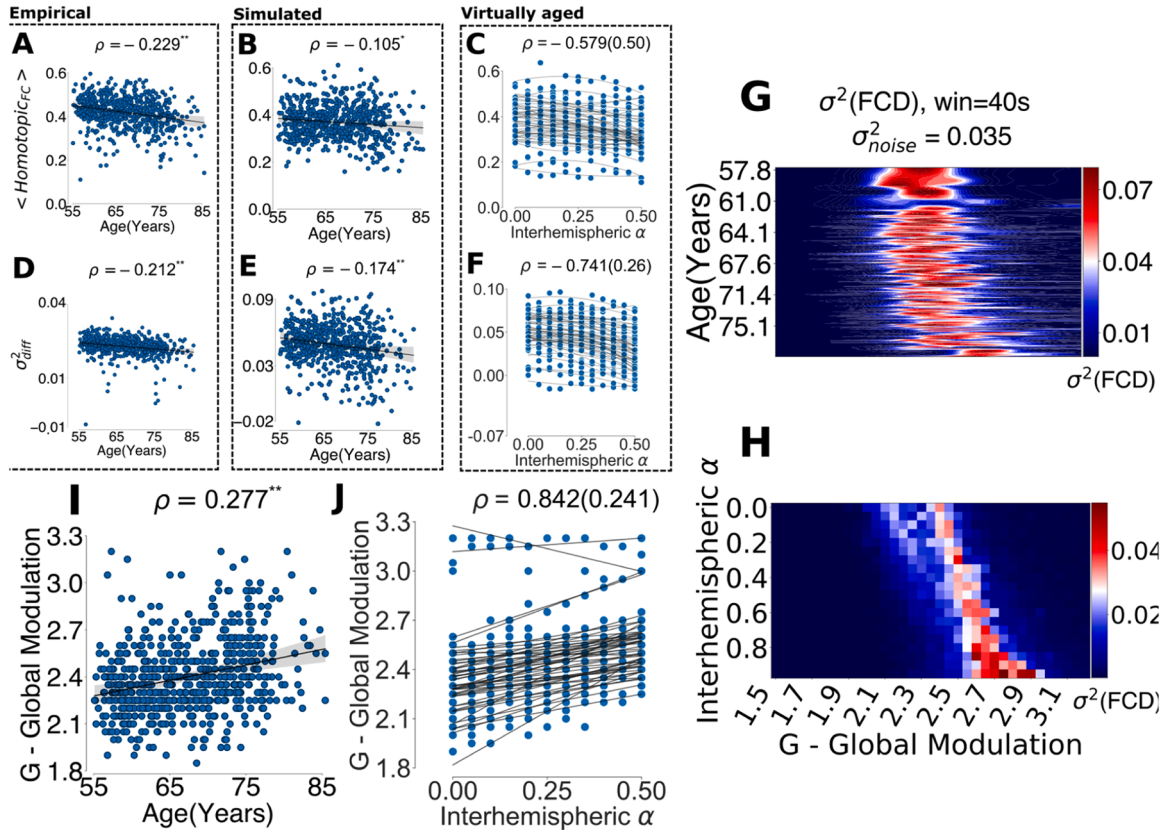 Empirical
Simulated
Virtually aged
A
ρ = − 0.229**
< Homotopic_FC >
0.6
0.4
0.2
0.0
55 65 75 85
Age(Years)
B
ρ = − 0.105*
0.6
0.4
0.2
0.0
55 65 75 85
Age(Years)
C
ρ = − 0.579(0.50)
0.6
0.4
0.2
0.0
0.00 0.25 0.50
Interhemispheric α
D
ρ = − 0.212**
σ²_diff
0.04
0.01
−0,01
55 65 75 85
Age(Years)
E
ρ = − 0.174**
0.09
0.03
−0.02
55 65 75 85
Age(Years)
F
ρ = − 0.741(0.26)
0.10
0.05
0.00
-0.07
0.00 0.25 0.50
Interhemispheric α
G
σ²(FCD), win=40s
σ²_noise = 0.035
Age(Years)
57.8
61.0
64.1
67.6
71.4
75.1
0.07
0.04
0.01
σ²(FCD)
H
Interhemispheric α
0.0
0.2
0.4
0.6
0.8
1.5 1.7 1.9 2.1 2.3 2.5 2.7 2.9 3.1
G - Global Modulation
0.04
0.02
σ²(FCD)
I
ρ = 0.277**
G - Global Modulation
3.3
3.0
2.7
2.4
2.1
1.8
55 65 75 85
Age(Years)
J
ρ = 0.842(0.241)
G - Global Modulation
3.3
3.0
2.7
2.4
2.1
1.8
0.00 0.25 0.50
Interhemispheric α